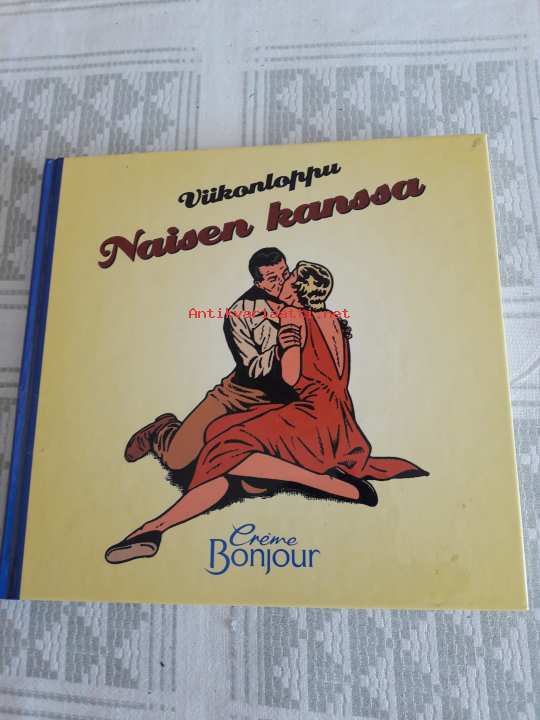 Viikonloppu
Naisen kanssa
Antikvariaatti.net
Crème
Bonjour